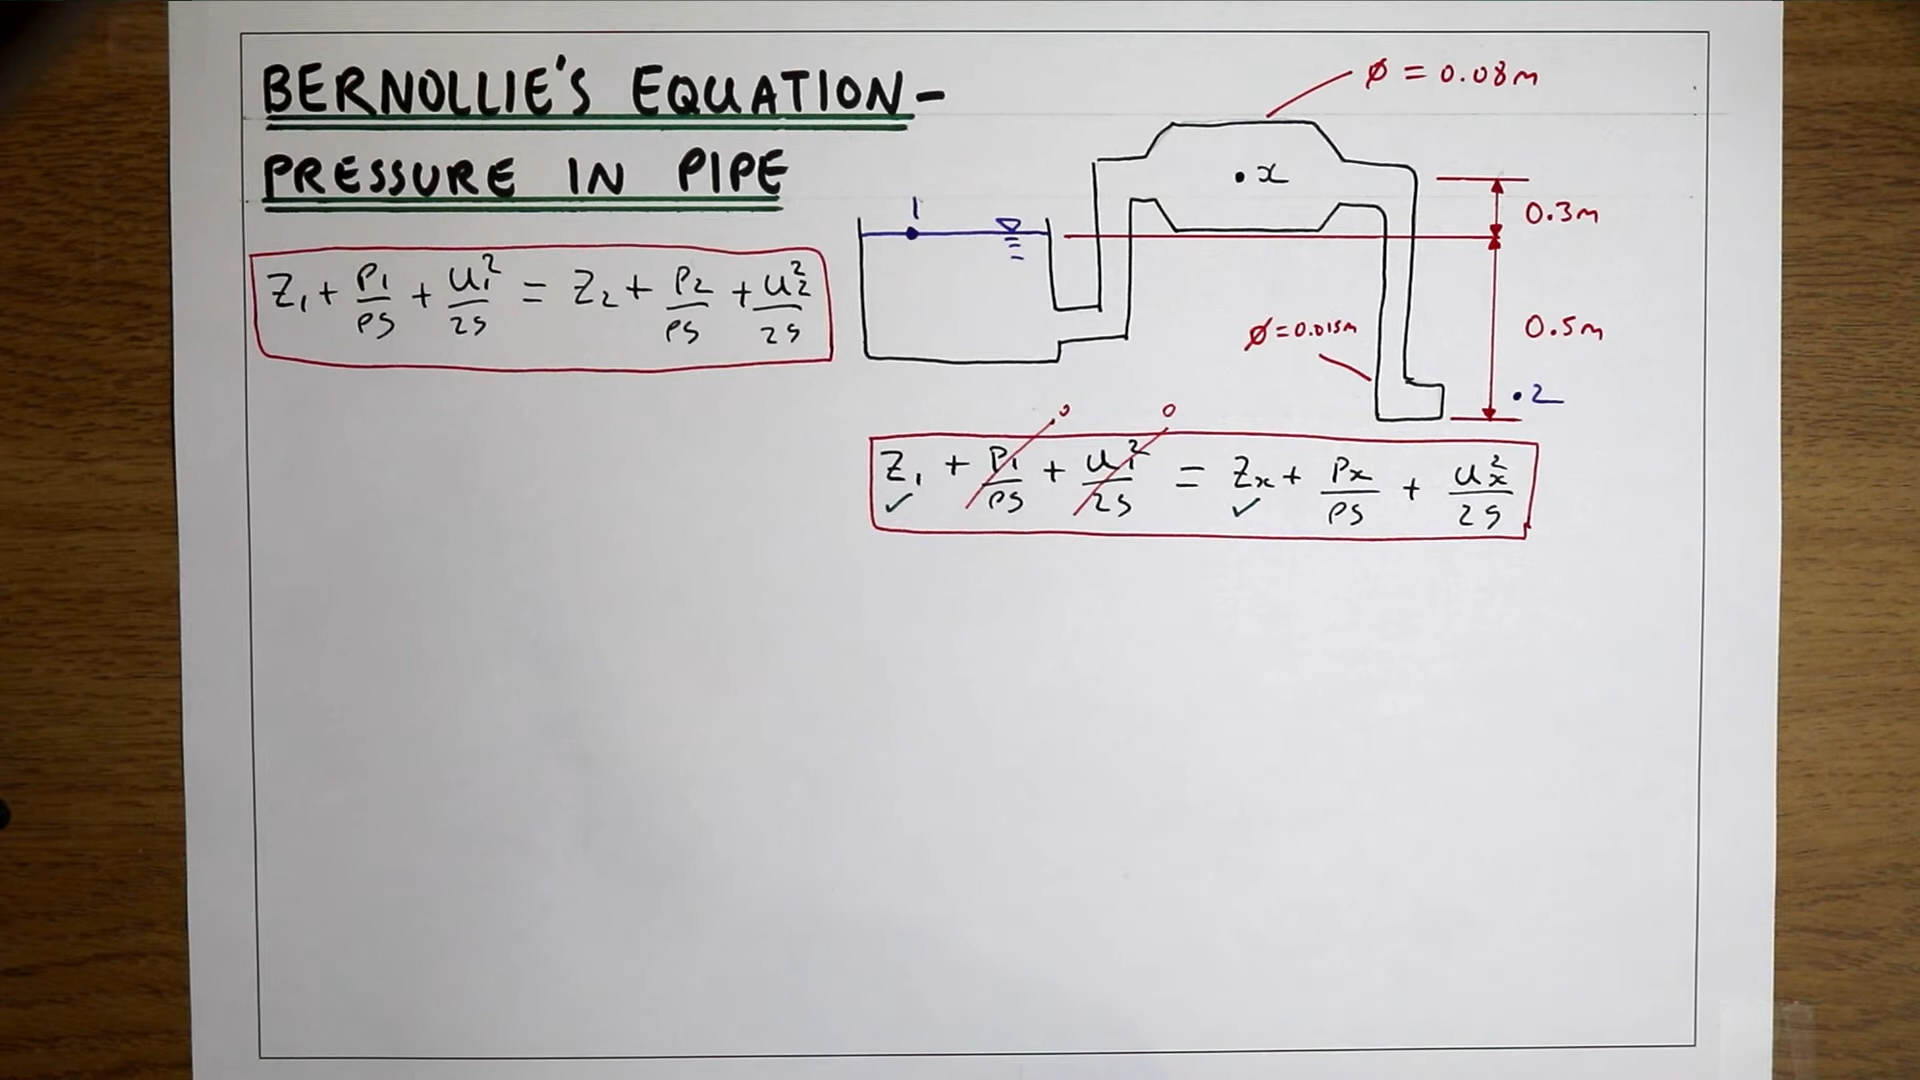 BERNOLLIE'S EQUATION-
PRESSURE IN PIPE
Z₁ + P₁/ρg + u₁²/2g = Z₂ + P₂/ρg + u₂²/2g
ø = 0.08m
• x
1
0.3m
0.5m
ø = 0.015m
• 2
0 0
Z₁ + P₁/ρg + u₁²/2g = Zx + Px/ρg + ux²/2g
✓ ✓